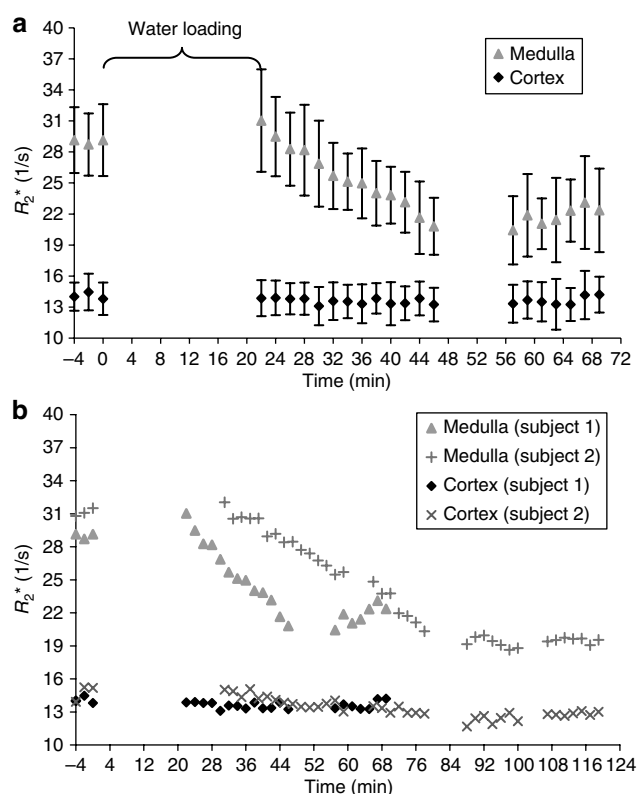 a
Water loading
Medulla
Cortex
40
37
34
31
28
25
22
19
16
13
10
R2* (1/s)
−4 0 4 8 12 16 20 24 28 32 36 40 44 48 52 56 60 64 68 72
Time (min)
b
Medulla (subject 1)
Medulla (subject 2)
Cortex (subject 1)
Cortex (subject 2)
40
37
34
31
28
25
22
19
16
13
10
R2* (1/s)
−4 4 12 20 28 36 44 52 60 68 76 84 92 100 108 116 124
Time (min)